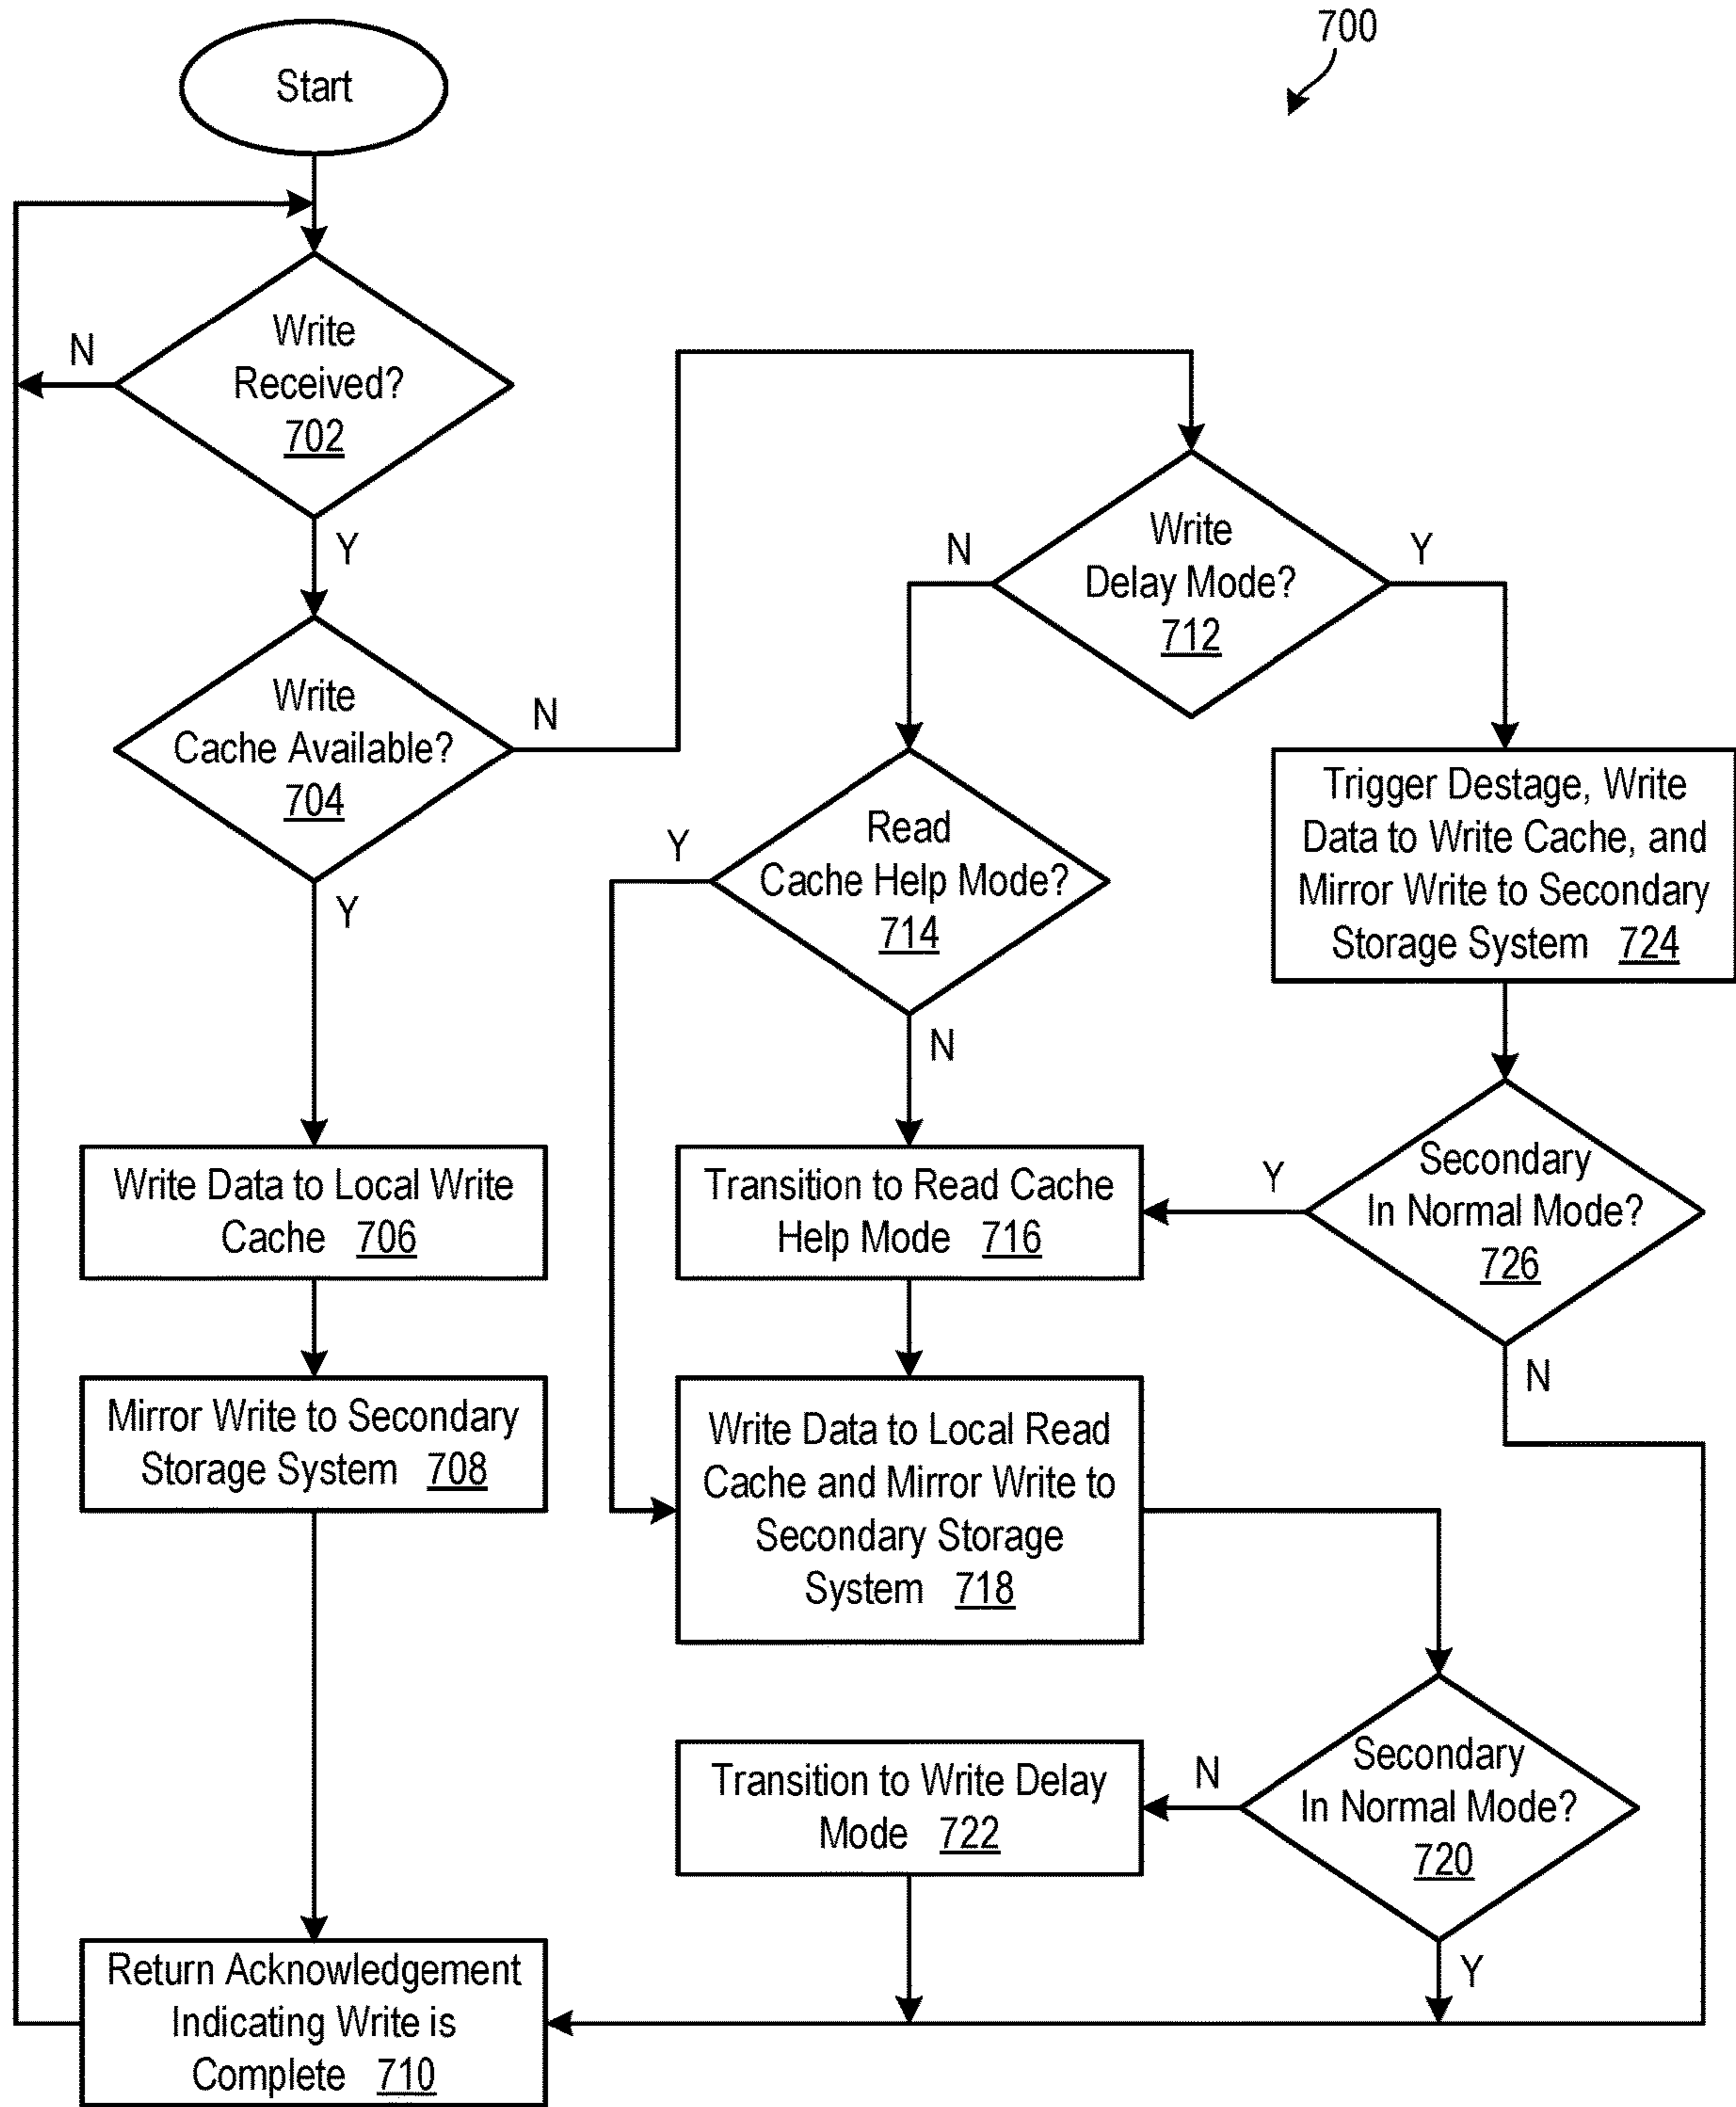 700
Start
Write
Received?
702
N
Y
Write
Cache Available?
704
N
Y
Write
Delay Mode?
712
N
Y
Read
Cache Help Mode?
714
Y
N
Trigger Destage, Write
Data to Write Cache, and
Mirror Write to Secondary
Storage System 724
Secondary
In Normal Mode?
726
Y
N
Write Data to Local Write
Cache 706
Transition to Read Cache
Help Mode 716
Mirror Write to Secondary
Storage System 708
Write Data to Local Read
Cache and Mirror Write to
Secondary Storage
System 718
Secondary
In Normal Mode?
720
N
Y
Transition to Write Delay
Mode 722
Return Acknowledgement
Indicating Write is
Complete 710